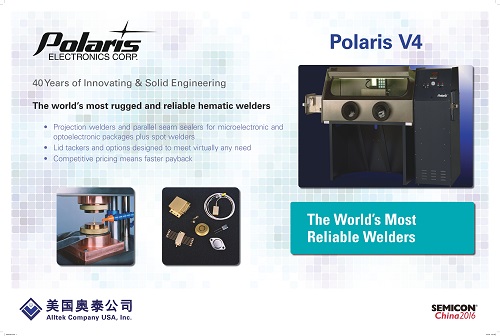 Polaris
ELECTRONICS CORP.
40 Years of Innovating & Solid Engineering
The world's most rugged and reliable hematic welders
• Projection welders and parallel seam sealers for microelectronic and
optoelectronic packages plus spot welders
• Lid tackers and options designed to meet virtually any need
• Competitive pricing means faster payback
Polaris V4
The World's Most
Reliable Welders
美国奥泰公司
Alltek Company USA, Inc.
SEMICON
China2016